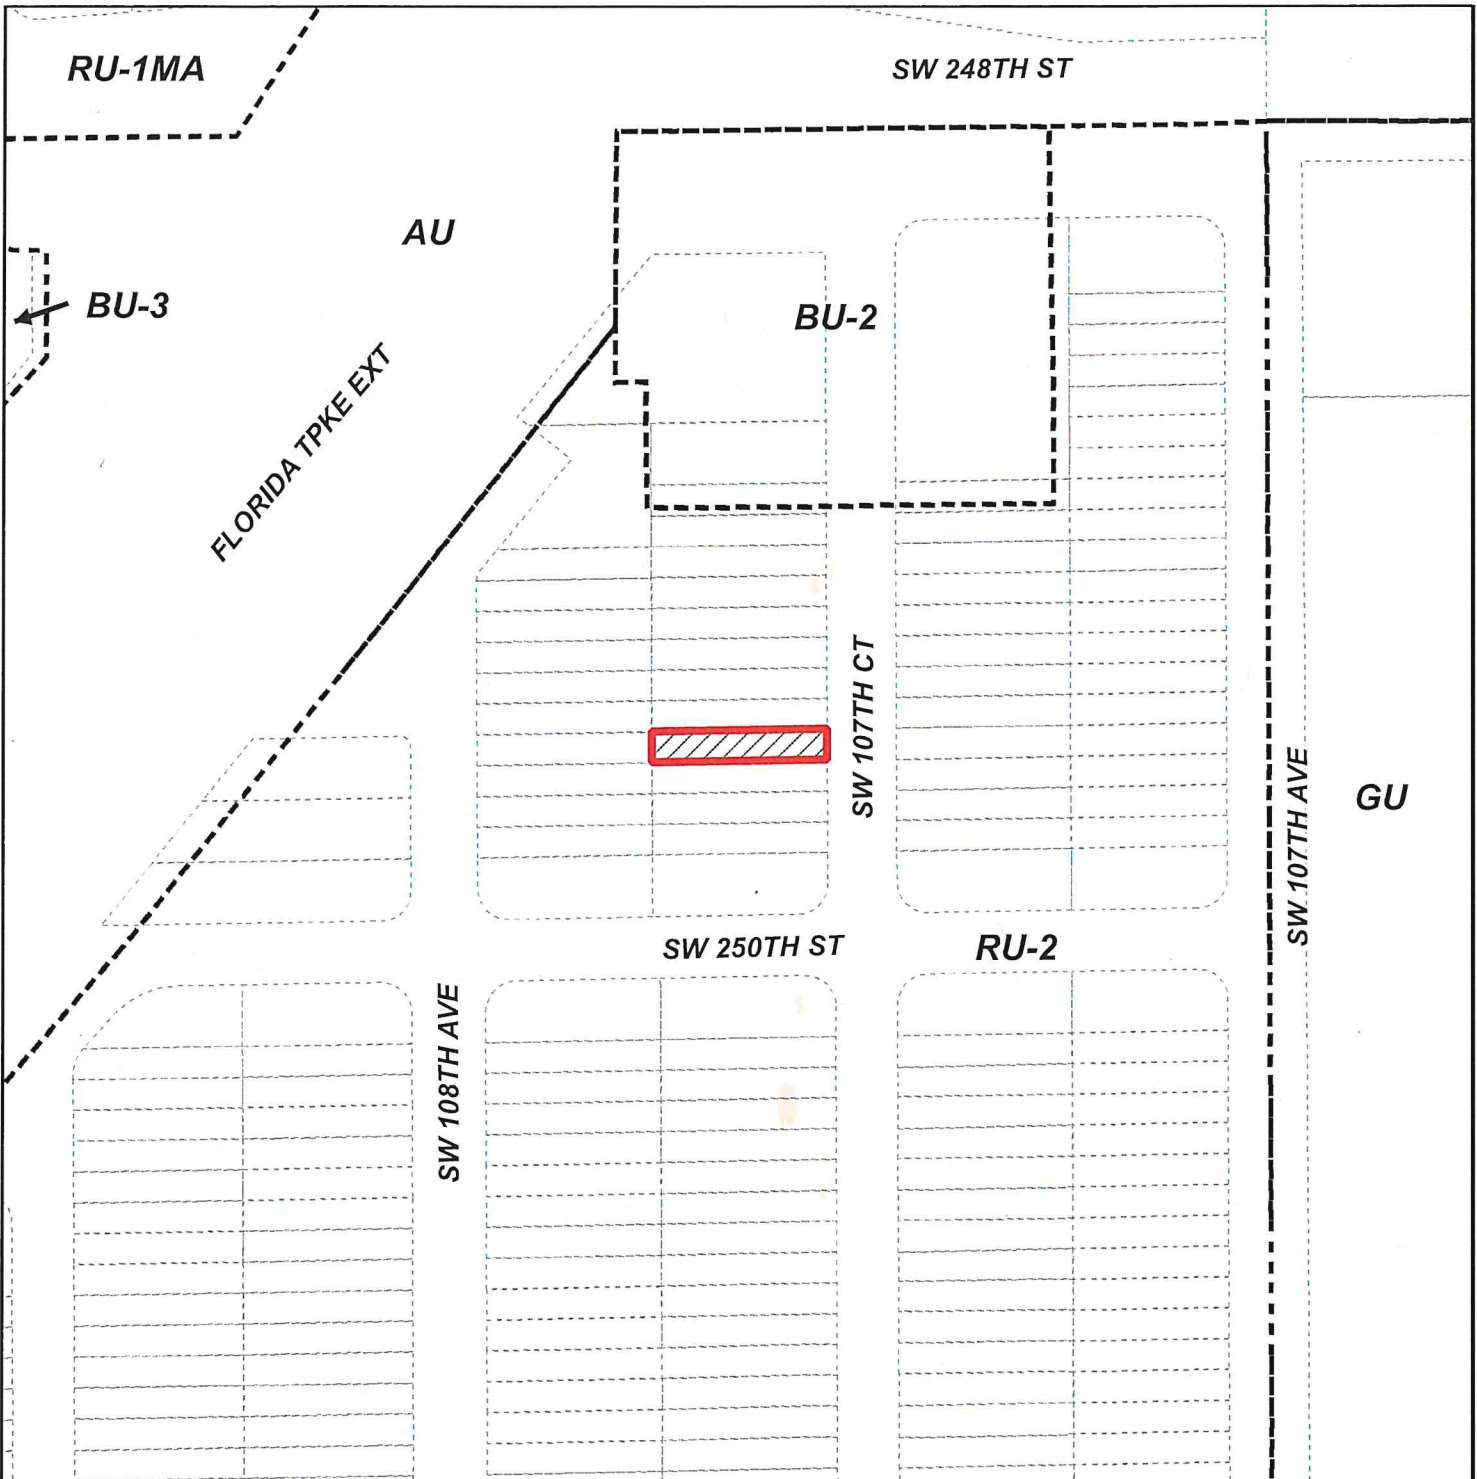 RU-1MA
SW 248TH ST
AU
BU-3
BU-2
FLORIDA TPKE EXT
SW 107TH CT
SW 107TH AVE
GU
SW 250TH ST
RU-2
SW 108TH AVE